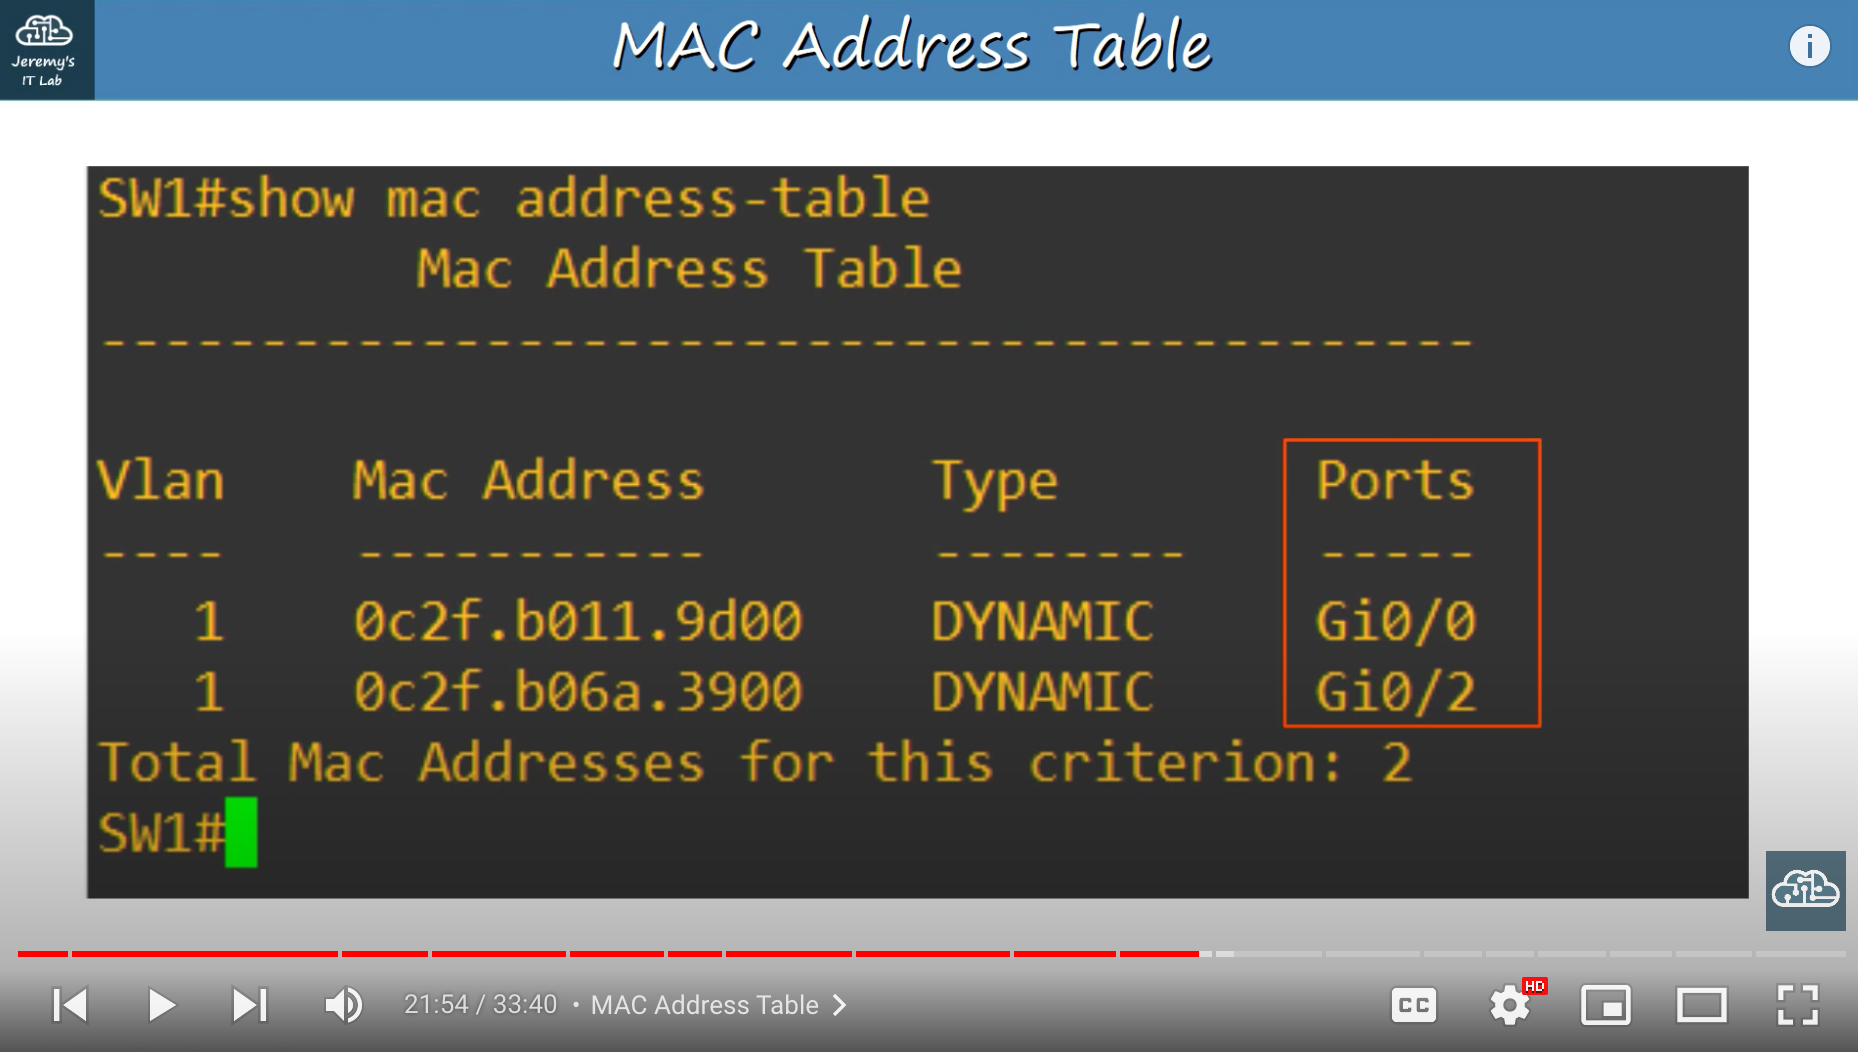 Jeremy's
IT Lab
MAC Address Table
i
SW1#show mac address-table
Mac Address Table
-------------------------------------------
Vlan Mac Address Type Ports
---- ----------- -------- -----
1 0c2f.b011.9d00 DYNAMIC Gi0/0
1 0c2f.b06a.3900 DYNAMIC Gi0/2
Total Mac Addresses for this criterion: 2
SW1#
21:54 / 33:40 • MAC Address Table
CC
HD